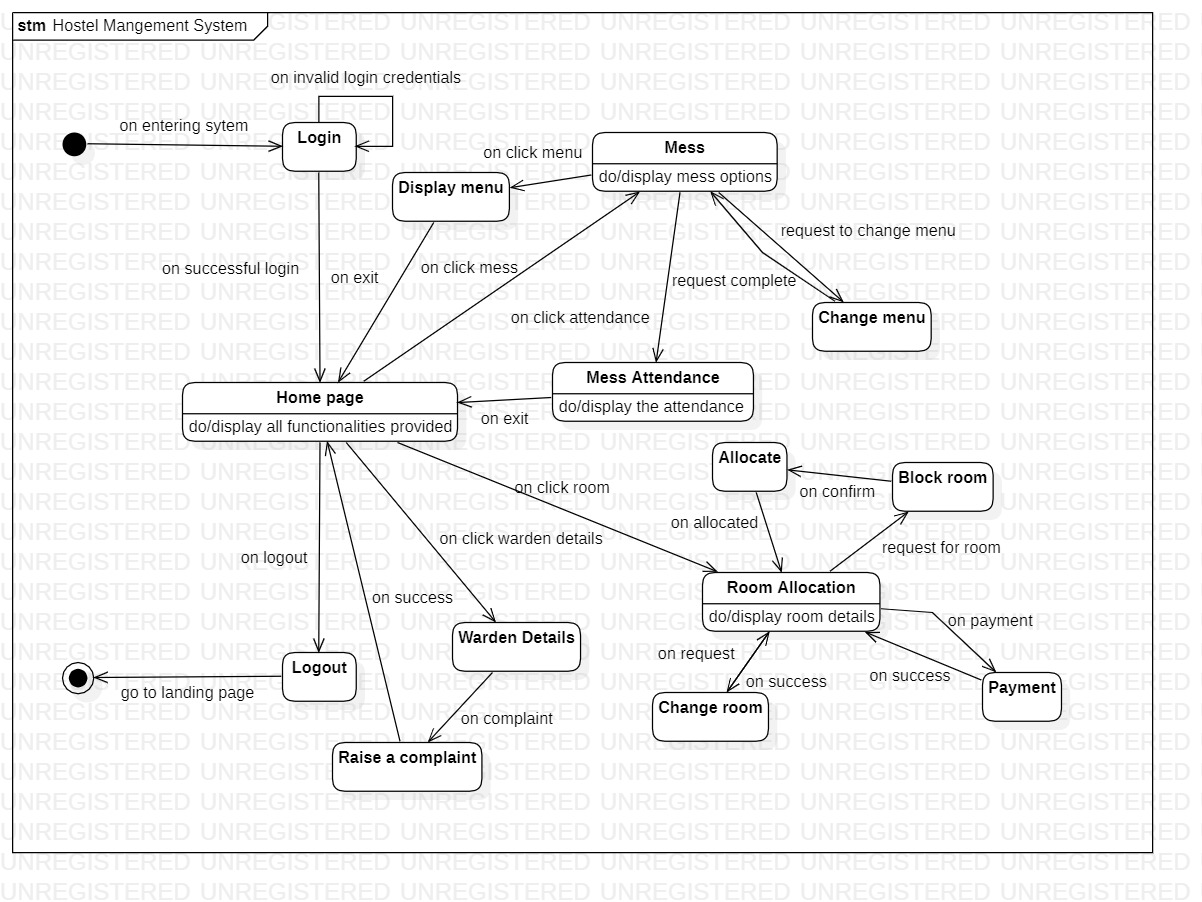 stm Hostel Mangement System
on invalid login credentials
on entering sytem
Login
Mess
do/display mess options
on click menu
Display menu
request to change menu
on successful login
on exit
on click mess
request complete
on click attendance
Change menu
Mess Attendance
do/display the attendance
Home page
do/display all functionalities provided
on exit
Allocate
Block room
on confirm
on click room
on allocated
on click warden details
request for room
on logout
Room Allocation
do/display room details
on success
on payment
Warden Details
on request
Logout
on success
on success
Payment
go to landing page
Change room
on complaint
Raise a complaint
UNREGISTERED